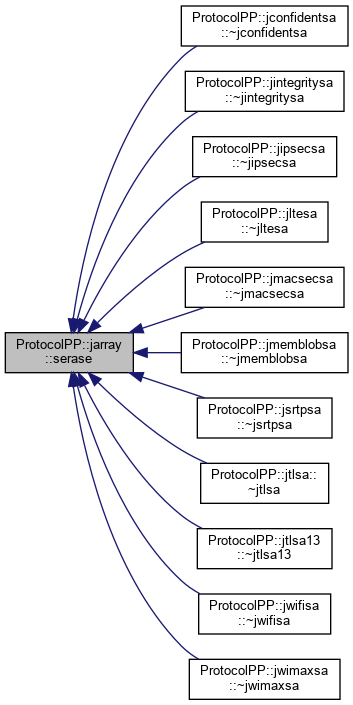 ProtocolPP::jconfidentsa
::~jconfidentsa
ProtocolPP::jintegritysa
::~jintegritysa
ProtocolPP::jipsecsa
::~jipsecsa
ProtocolPP::jltesa
::~jltesa
ProtocolPP::jmacsecsa
::~jmacsecsa
ProtocolPP::jarray
::serase
ProtocolPP::jmemblobsa
::~jmemblobsa
ProtocolPP::jsrtpsa
::~jsrtpsa
ProtocolPP::jtlsa::
~jtlsa
ProtocolPP::jtlsa13
::~jtlsa13
ProtocolPP::jwifisa
::~jwifisa
ProtocolPP::jwimaxsa
::~jwimaxsa